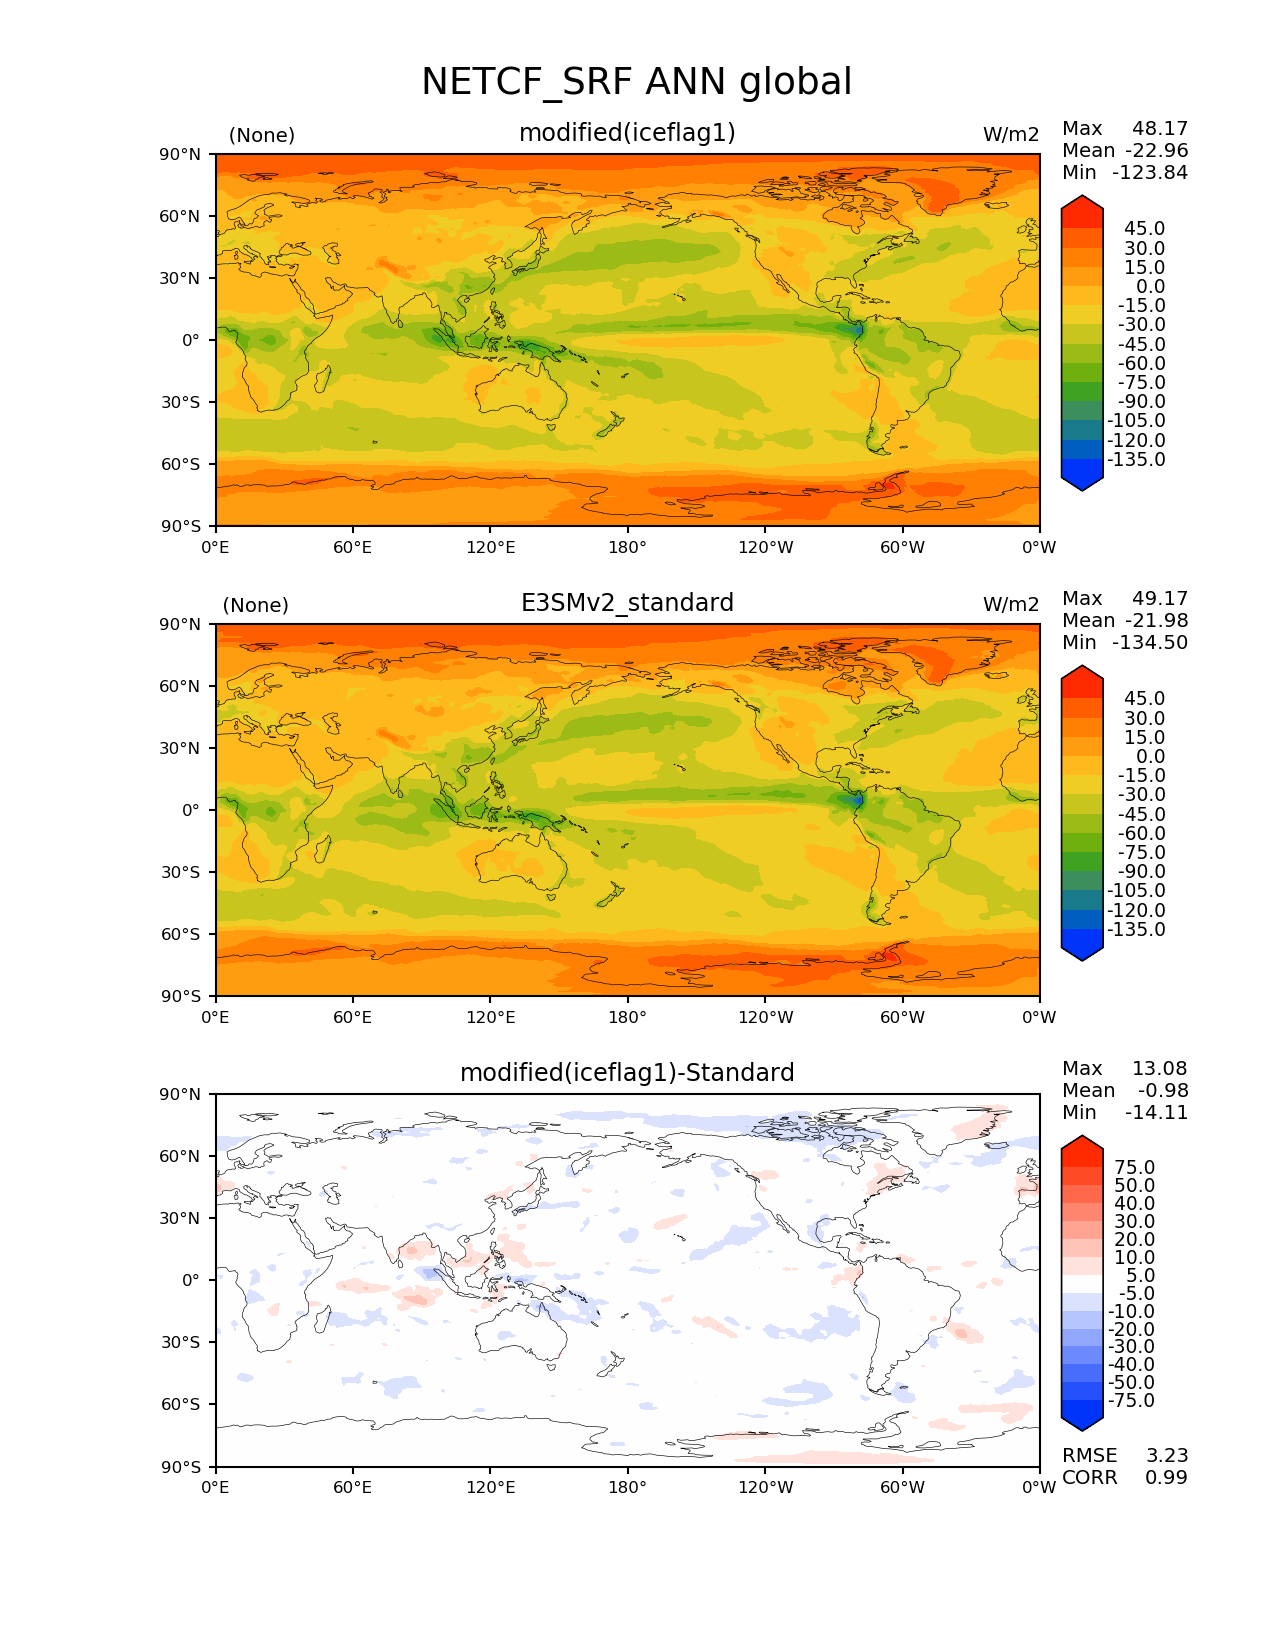 NETCF_SRF ANN global
(None) modified(iceflag1) W/m2
Max 48.17
Mean -22.96
Min -123.84
90°N
60°N
30°N
0°
30°S
60°S
90°S
0°E 60°E 120°E 180° 120°W 60°W 0°W
45.0
30.0
15.0
0.0
-15.0
-30.0
-45.0
-60.0
-75.0
-90.0
-105.0
-120.0
-135.0
(None) E3SMv2_standard W/m2
Max 49.17
Mean -21.98
Min -134.50
90°N
60°N
30°N
0°
30°S
60°S
90°S
0°E 60°E 120°E 180° 120°W 60°W 0°W
45.0
30.0
15.0
0.0
-15.0
-30.0
-45.0
-60.0
-75.0
-90.0
-105.0
-120.0
-135.0
modified(iceflag1)-Standard
Max 13.08
Mean -0.98
Min -14.11
90°N
60°N
30°N
0°
30°S
60°S
90°S
0°E 60°E 120°E 180° 120°W 60°W 0°W
75.0
50.0
40.0
30.0
20.0
10.0
5.0
-5.0
-10.0
-20.0
-30.0
-40.0
-50.0
-75.0
RMSE 3.23
CORR 0.99